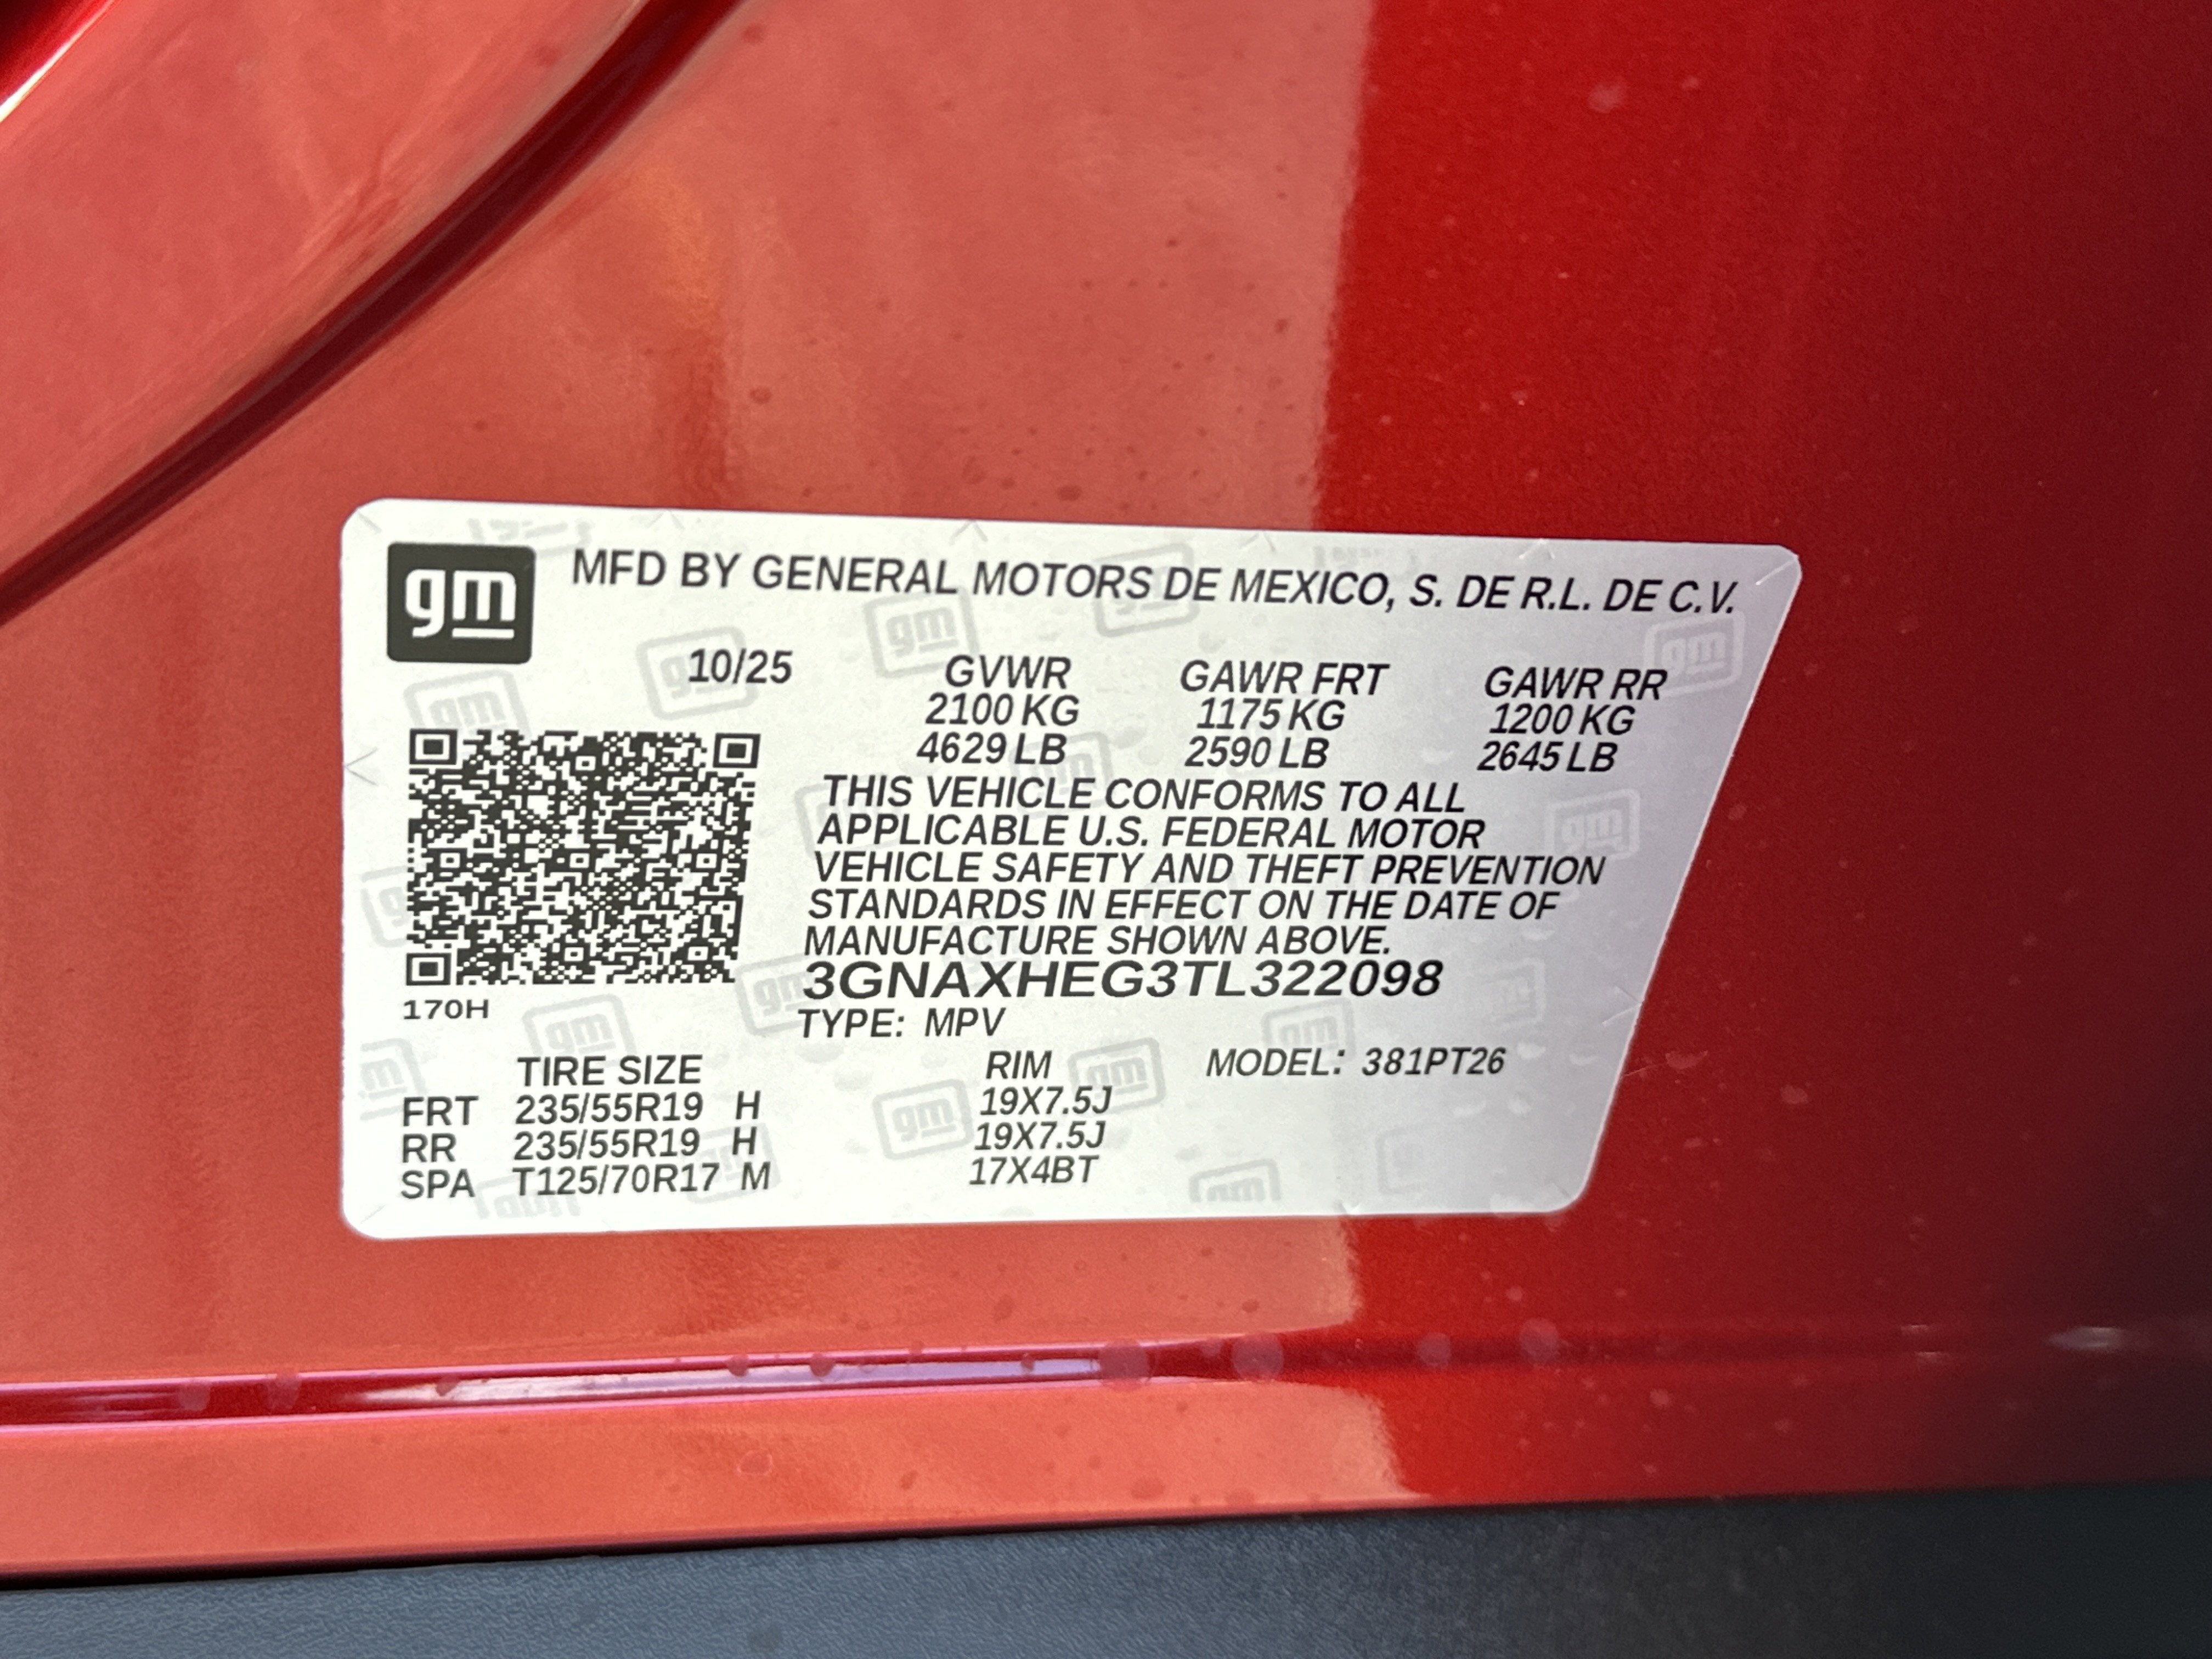 gm
MFD BY GENERAL MOTORS DE MEXICO, S. DE R.L. DE C.V.
10/25 GVWR GAWR FRT GAWR RR
2100 KG 1175 KG 1200 KG
4629 LB 2590 LB 2645 LB
THIS VEHICLE CONFORMS TO ALL
APPLICABLE U.S. FEDERAL MOTOR
VEHICLE SAFETY AND THEFT PREVENTION
STANDARDS IN EFFECT ON THE DATE OF
MANUFACTURE SHOWN ABOVE.
3GNAXHEG3TL322098
170H
TYPE: MPV
TIRE SIZE RIM MODEL: 381PT26
FRT 235/55R19 H 19X7.5J
RR 235/55R19 H 19X7.5J
SPA T125/70R17 M 17X4BT